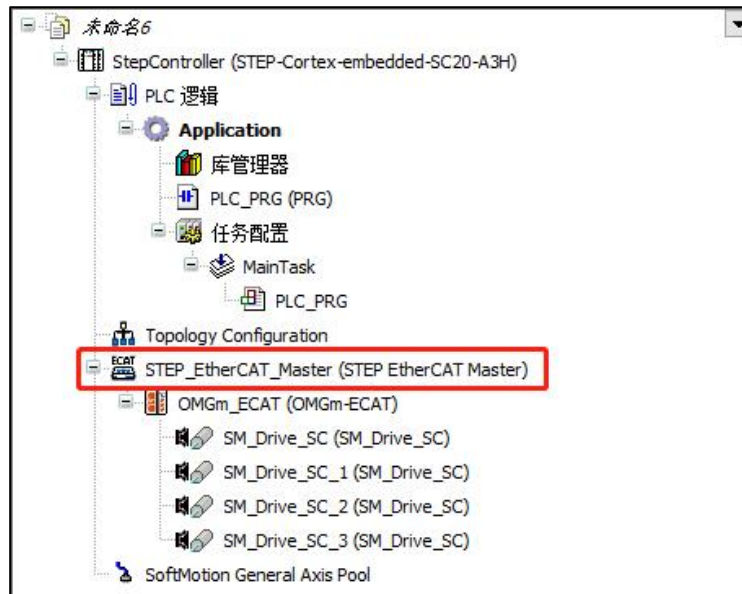 未命名6
StepController (STEP-Cortex-embedded-SC20-A3H)
PLC 逻辑
Application
库管理器
PLC_PRG (PRG)
任务配置
MainTask
PLC_PRG
Topology Configuration
ECAT
STEP_EtherCAT_Master (STEP EtherCAT Master)
OMGm_ECAT (OMGm-ECAT)
SM_Drive_SC (SM_Drive_SC)
SM_Drive_SC_1 (SM_Drive_SC)
SM_Drive_SC_2 (SM_Drive_SC)
SM_Drive_SC_3 (SM_Drive_SC)
SoftMotion General Axis Pool